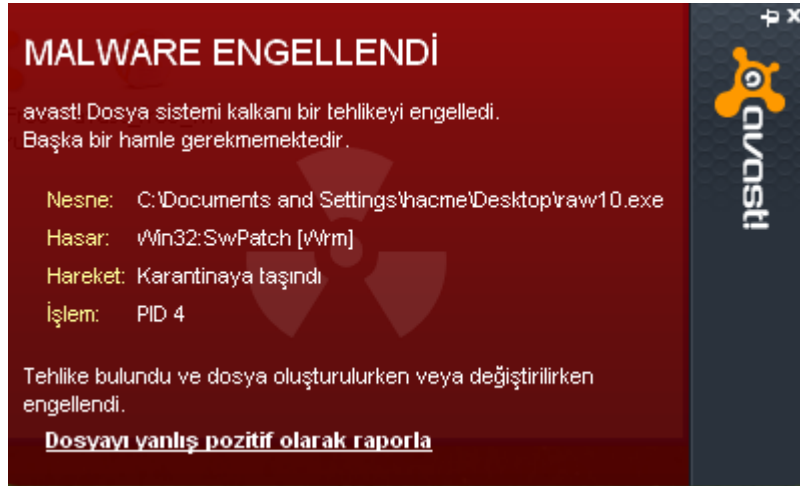 MALWARE ENGELLENDİ
avast! Dosya sistemi kalkanı bir tehlikeyi engelledi.
Başka bir hamle gerekmemektedir.
Nesne: C:\Documents and Settings\hacme\Desktop\raw10.exe
Hasar: Win32:SwPatch [Wrm]
Hareket: Karantinaya taşındı
İşlem: PID 4
Tehlike bulundu ve dosya oluşturulurken veya değiştirilirken
engellendi.
Dosyayı yanlış pozitif olarak raporla
avast!